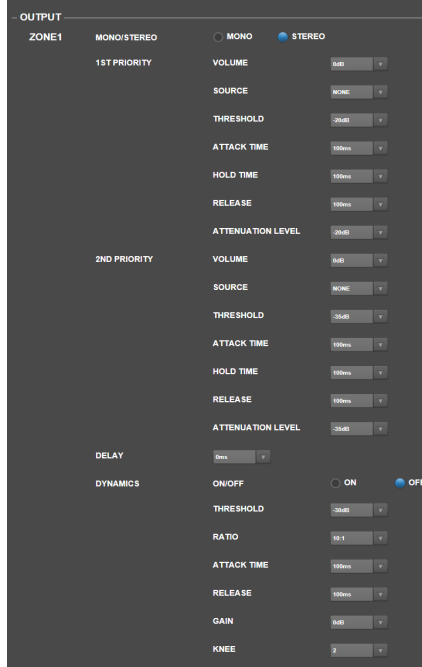 OUTPUT
ZONE1 MONO/STEREO MONO STEREO
1ST PRIORITY VOLUME 0dB
SOURCE NONE
THRESHOLD -20dB
ATTACK TIME 100ms
HOLD TIME 100ms
RELEASE 100ms
ATTENUATION LEVEL -20dB
2ND PRIORITY VOLUME 0dB
SOURCE NONE
THRESHOLD -35dB
ATTACK TIME 100ms
HOLD TIME 100ms
RELEASE 100ms
ATTENUATION LEVEL -35dB
DELAY 0ms
DYNAMICS ON/OFF ON OFF
THRESHOLD -30dB
RATIO 10:1
ATTACK TIME 100ms
RELEASE 100ms
GAIN 0dB
KNEE 2